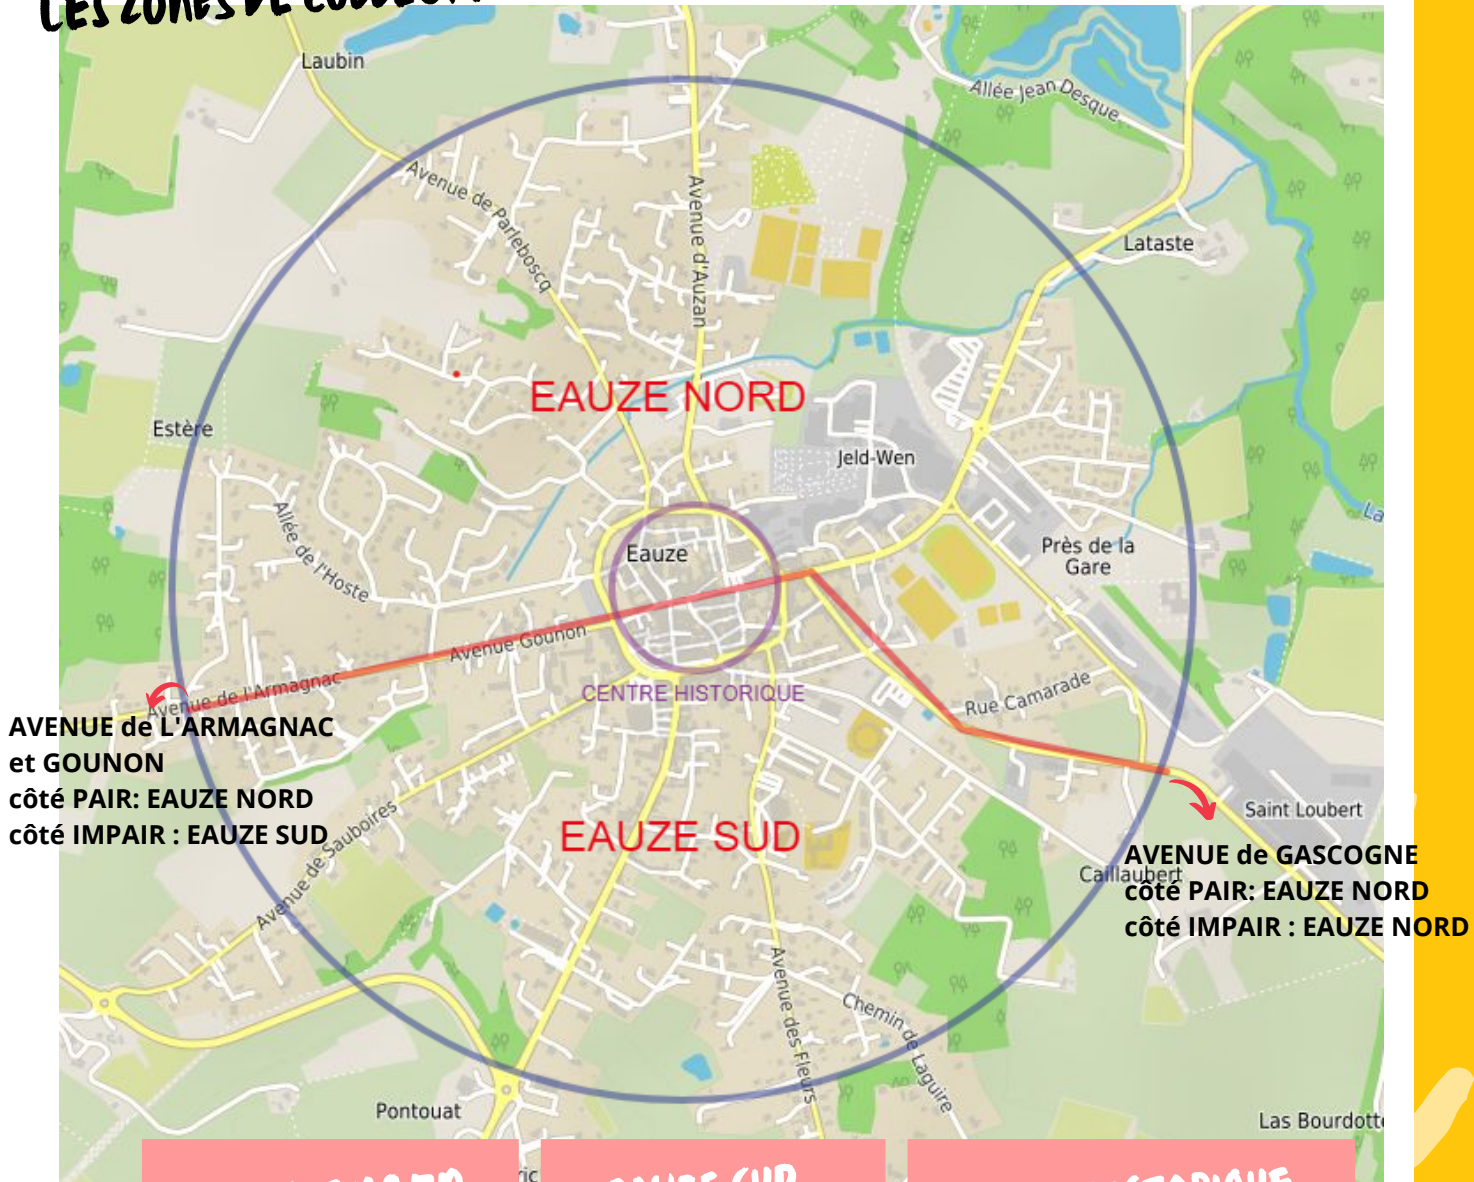 LES ZONES DE
Laubin
Allée Jean Desque
Avenue de Parleboscq
Avenue d'Auzan
Lataste
EAUZE NORD
Estère
Jeld-Wen
Allée de l'Hoste
Eauze
Près de la
Gare
Avenue Gounon
Avenue de l'Armagnac
CENTRE HISTORIQUE
Rue Camarade
AVENUE de L'ARMAGNAC
et GOUNON
côté PAIR: EAUZE NORD
côté IMPAIR : EAUZE SUD
Avenue de Sauboires
EAUZE SUD
Saint Loubert
Caillaubert
AVENUE de GASCOGNE
côté PAIR: EAUZE NORD
côté IMPAIR : EAUZE NORD
Avenue des Fleurs
Chemin de Laguire
Pontouat
Las Bourdott